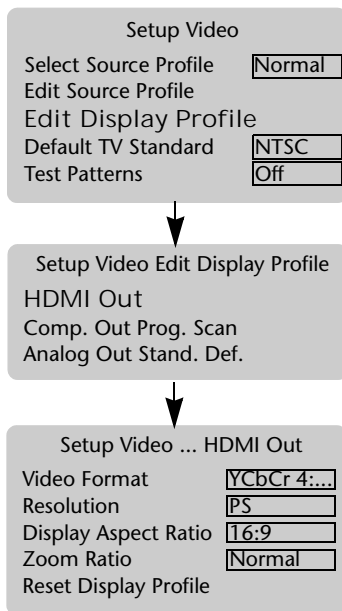 Setup Video
Select Source Profile Normal
Edit Source Profile
Edit Display Profile
Default TV Standard NTSC
Test Patterns Off
Setup Video Edit Display Profile
HDMI Out
Comp. Out Prog. Scan
Analog Out Stand. Def.
Setup Video ... HDMI Out
Video Format YCbCr 4:...
Resolution PS
Display Aspect Ratio 16:9
Zoom Ratio Normal
Reset Display Profile